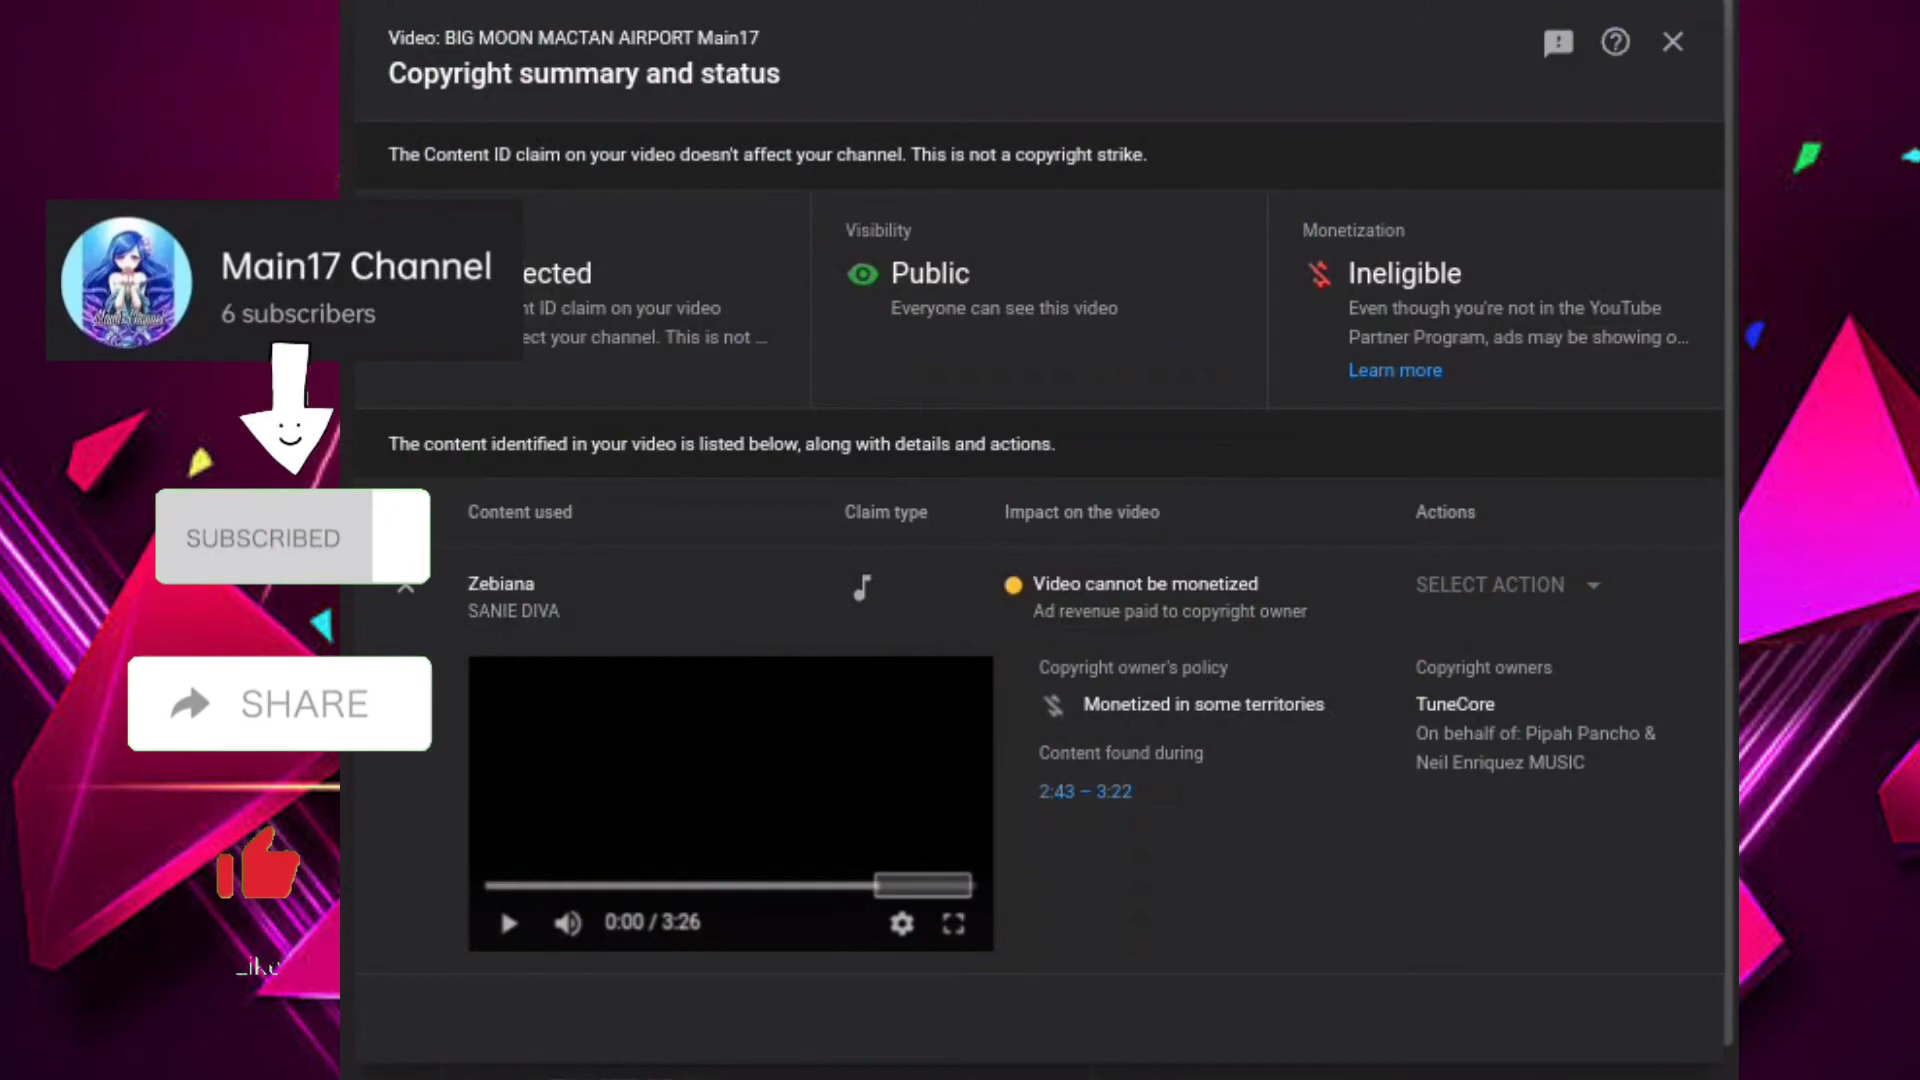 Video: BIG MOON MACTAN AIRPORT Main17
Copyright summary and status
The Content ID claim on your video doesn't affect your channel. This is not a copyright strike.
Main17 Channel
6 subscribers
ected
nt ID claim on your video
ect your channel. This is not ...
Visibility
Public
Everyone can see this video
Monetization
Ineligible
Even though you're not in the YouTube
Partner Program, ads may be showing o...
Learn more
The content identified in your video is listed below, along with details and actions.
SUBSCRIBED
SHARE
Like
Content used
Claim type
Impact on the video
Actions
Zebiana
SANIE DIVA
Video cannot be monetized
Ad revenue paid to copyright owner
SELECT ACTION
0:00 / 3:26
Copyright owner's policy
Monetized in some territories
Content found during
2:43 – 3:22
Copyright owners
TuneCore
On behalf of: Pipah Pancho &
Neil Enriquez MUSIC